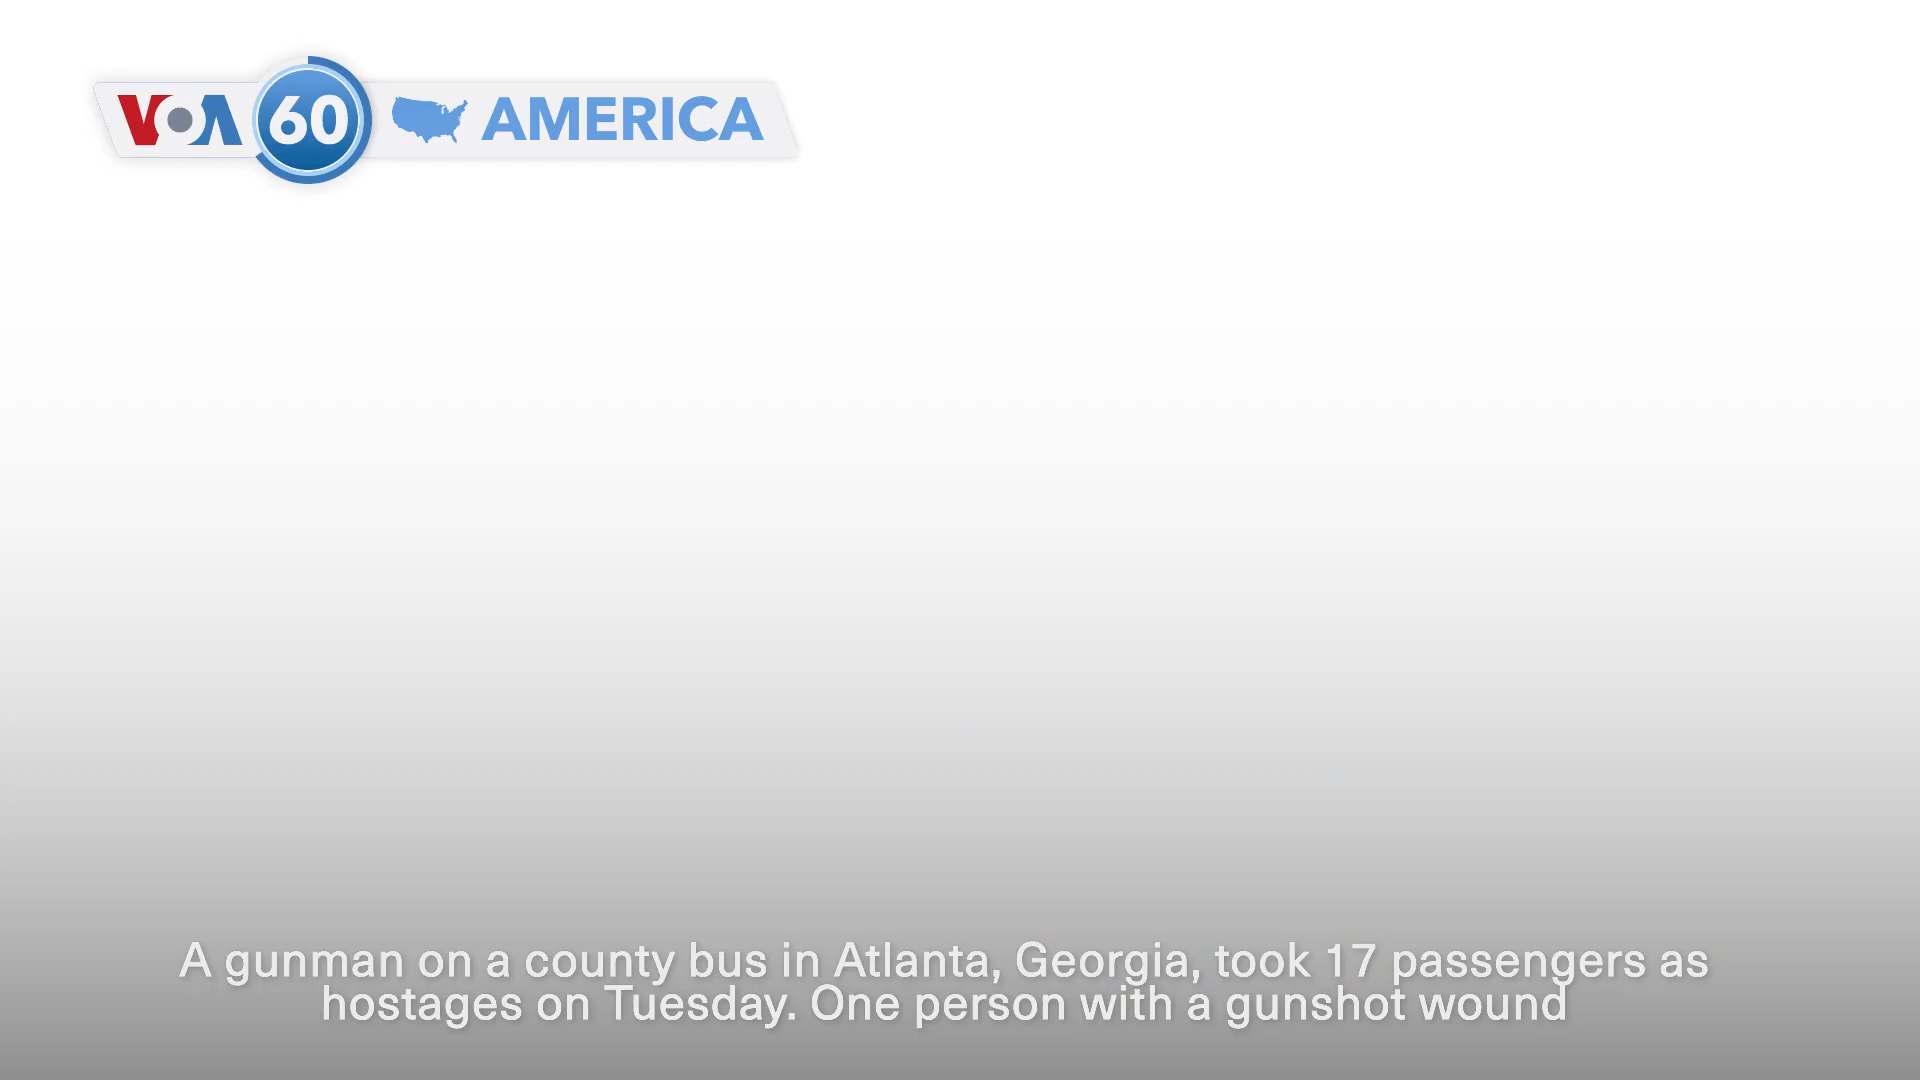 VOA 60 AMERICA
A gunman on a county bus in Atlanta, Georgia, took 17 passengers as
hostages on Tuesday. One person with a gunshot wound